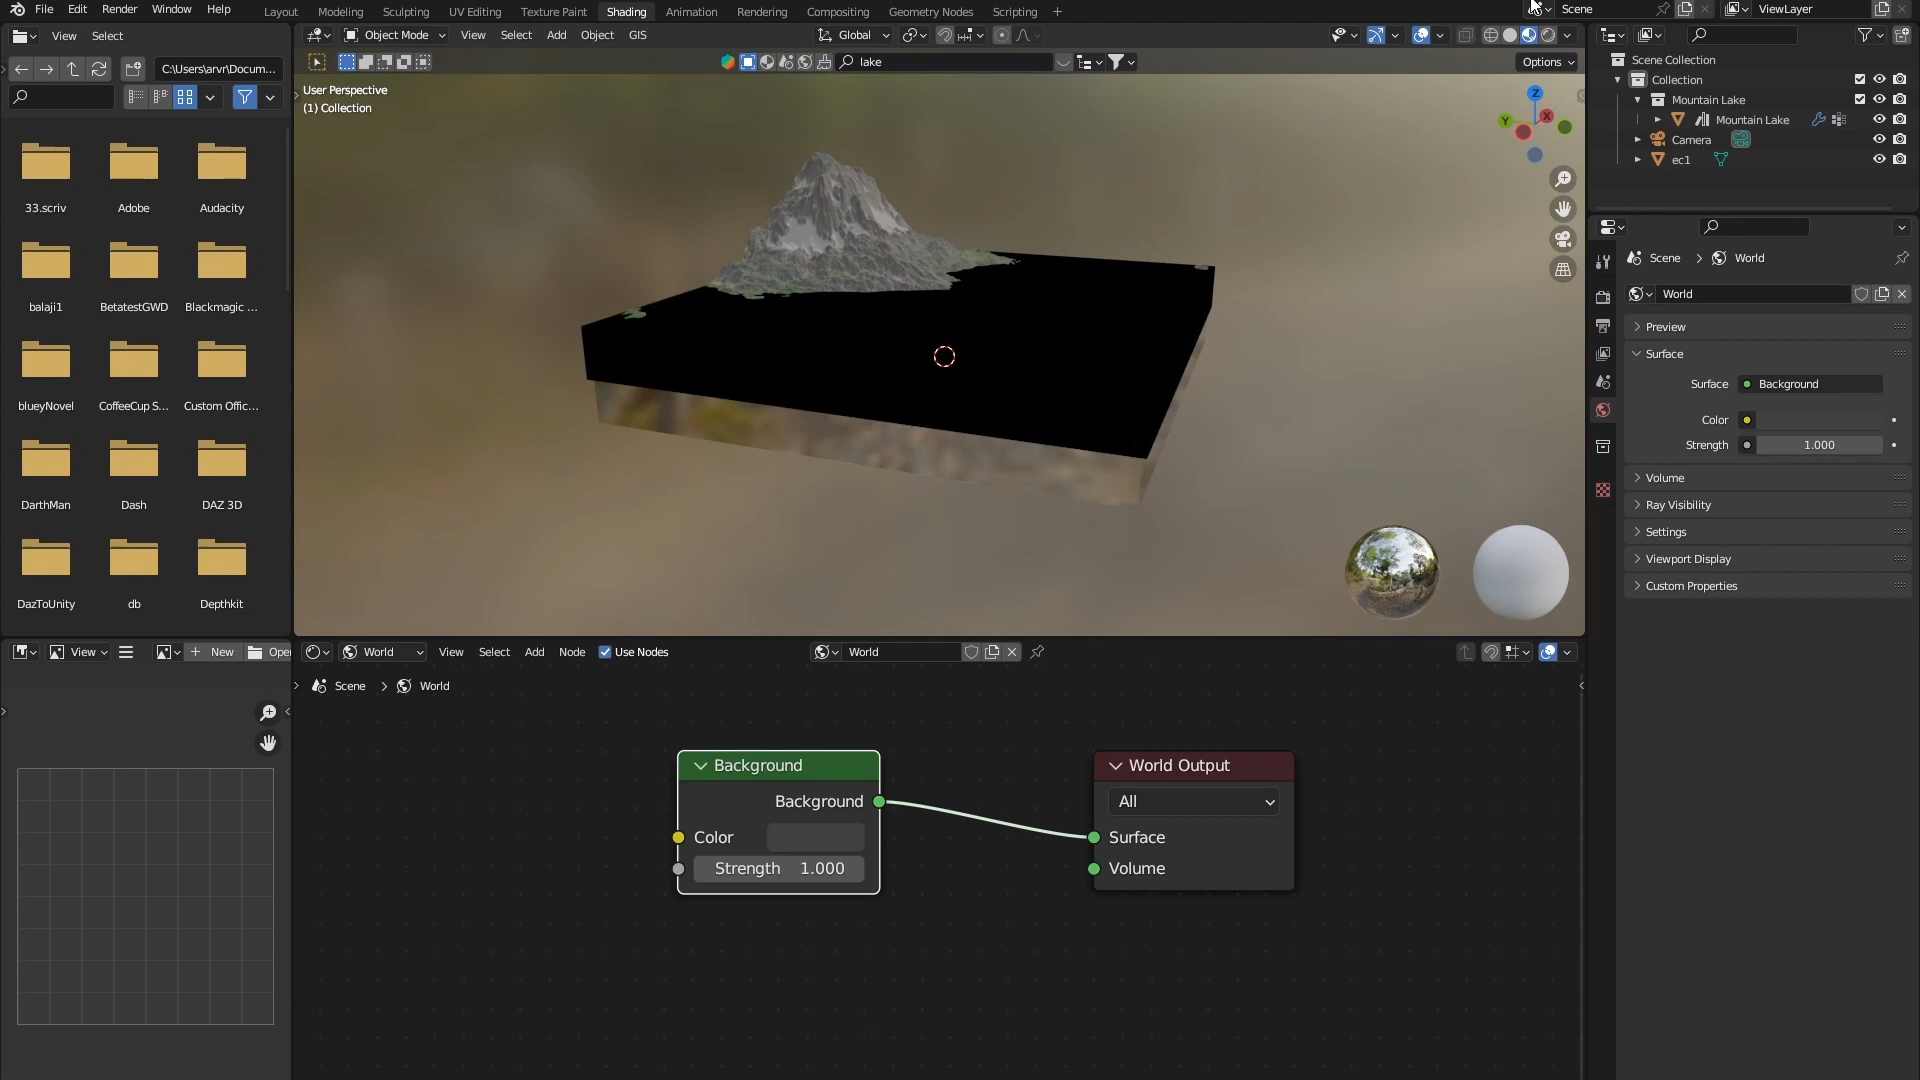 File Edit Render Window Help Layout Modeling Sculpting UV Editing Texture Paint Shading Animation Rendering Compositing Geometry Nodes Scripting + Scene ViewLayer
View Select
Object Mode View Select Add Object GIS Global
C:\Users\arvr\Docum...
lake
Options
33.scriv Adobe Audacity
balaji1 BetatestGWD Blackmagic ...
blueyNovel CoffeeCup S... Custom Offic...
DarthMan Dash DAZ 3D
DazToUnity db Depthkit
User Perspective
(1) Collection
Z
Y
X
Scene Collection
Collection
Mountain Lake
Mountain Lake
Camera
ec1
Scene > World
World
Preview
Surface
Surface Background
Color
Strength 1.000
Volume
Ray Visibility
Settings
Viewport Display
Custom Properties
View + New Ope
World View Select Add Node Use Nodes World
Scene > World
Background
Background
Color
Strength 1.000
World Output
All
Surface
Volume